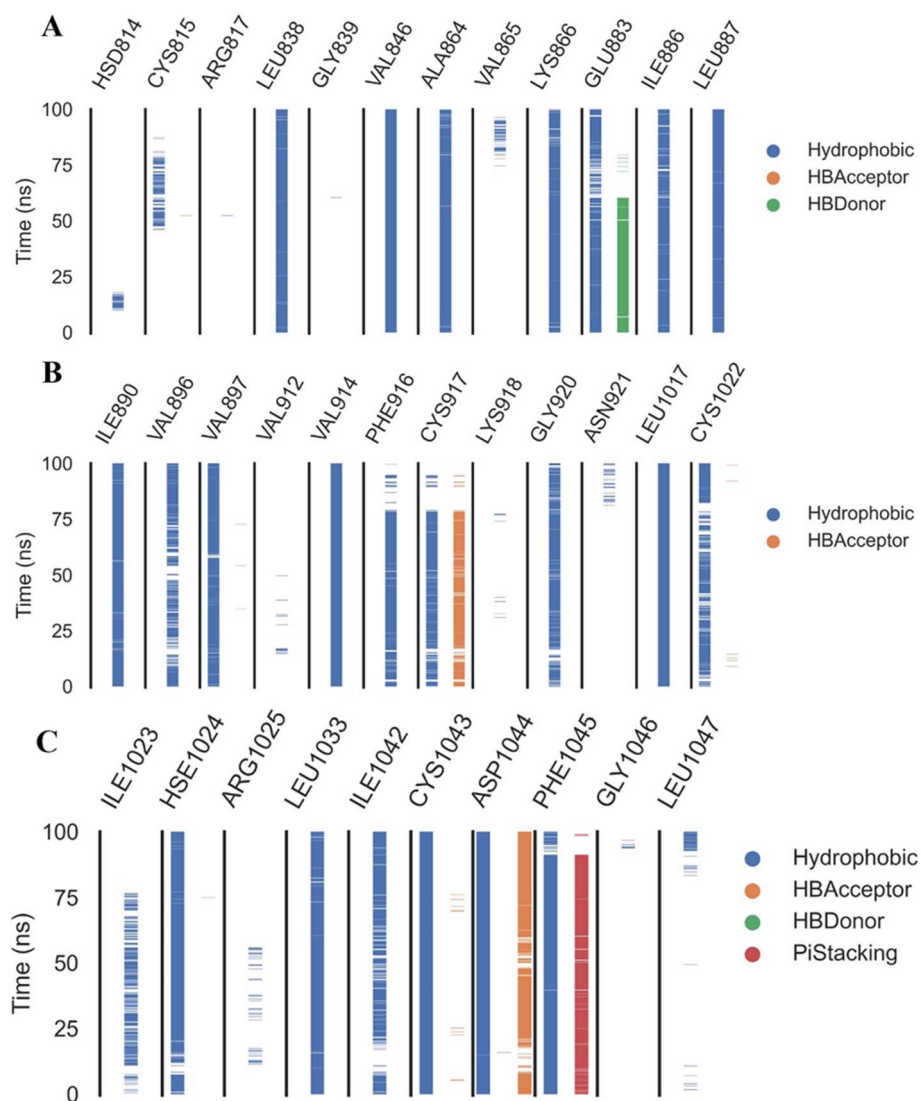 A
HSD814 CYS815 ARG817 LEU838 GLY839 VAL846 ALA864 VAL865 LYS866 GLU883 ILE886 LEU887
100
75
50
25
0
Time (ns)
Hydrophobic
HBAcceptor
HBDonor
B
ILE890 VAL896 VAL897 VAL912 VAL914 PHE916 CYS917 LYS918 GLY920 ASN921 LEU1017 CYS1022
100
75
50
25
0
Time (ns)
Hydrophobic
HBAcceptor
C
ILE1023 HSE1024 ARG1025 LEU1033 ILE1042 CYS1043 ASP1044 PHE1045 GLY1046 LEU1047
100
75
50
25
0
Time (ns)
Hydrophobic
HBAcceptor
HBDonor
PiStacking